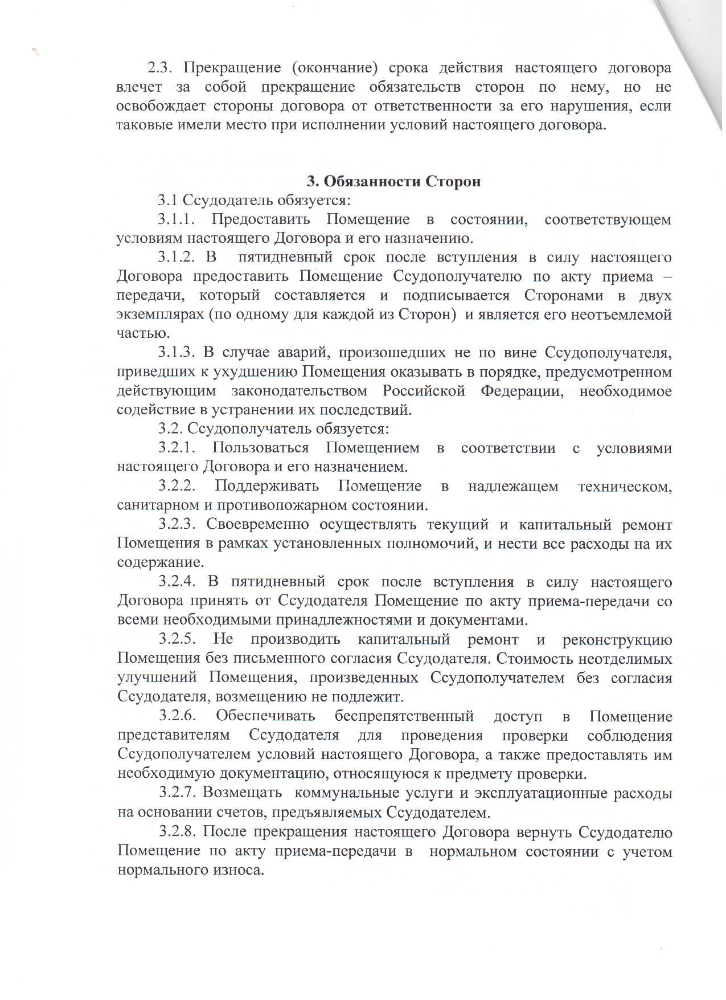 2.3. Прекращение (окончание) срока действия настоящего договора
влечет за собой прекращение обязательств сторон по нему, но не
освобождает стороны договора от ответственности за его нарушения, если
таковые имели место при исполнении условий настоящего договора.
3. Обязанности Сторон
3.1 Ссудодатель обязуется:
3.1.1. Предоставить Помещение в состоянии, соответствующем
условиям настоящего Договора и его назначению.
3.1.2. В пятидневный срок после вступления в силу настоящего
Договора предоставить Помещение Ссудополучателю по акту приема –
передачи, который составляется и подписывается Сторонами в двух
экземплярах (по одному для каждой из Сторон) и является его неотъемлемой
частью.
3.1.3. В случае аварий, произошедших не по вине Ссудополучателя,
приведших к ухудшению Помещения оказывать в порядке, предусмотренном
действующим законодательством Российской Федерации, необходимое
содействие в устранении их последствий.
3.2. Ссудополучатель обязуется:
3.2.1. Пользоваться Помещением в соответствии с условиями
настоящего Договора и его назначением.
3.2.2. Поддерживать Помещение в надлежащем техническом,
санитарном и противопожарном состоянии.
3.2.3. Своевременно осуществлять текущий и капитальный ремонт
Помещения в рамках установленных полномочий, и нести все расходы на их
содержание.
3.2.4. В пятидневный срок после вступления в силу настоящего
Договора принять от Ссудодателя Помещение по акту приема-передачи со
всеми необходимыми принадлежностями и документами.
3.2.5. Не производить капитальный ремонт и реконструкцию
Помещения без письменного согласия Ссудодателя. Стоимость неотделимых
улучшений Помещения, произведенных Ссудополучателем без согласия
Ссудодателя, возмещению не подлежит.
3.2.6. Обеспечивать беспрепятственный доступ в Помещение
представителям Ссудодателя для проведения проверки соблюдения
Ссудополучателем условий настоящего Договора, а также предоставлять им
необходимую документацию, относящуюся к предмету проверки.
3.2.7. Возмещать коммунальные услуги и эксплуатационные расходы
на основании счетов, предъявляемых Ссудодателем.
3.2.8. После прекращения настоящего Договора вернуть Ссудодателю
Помещение по акту приема-передачи в нормальном состоянии с учетом
нормального износа.